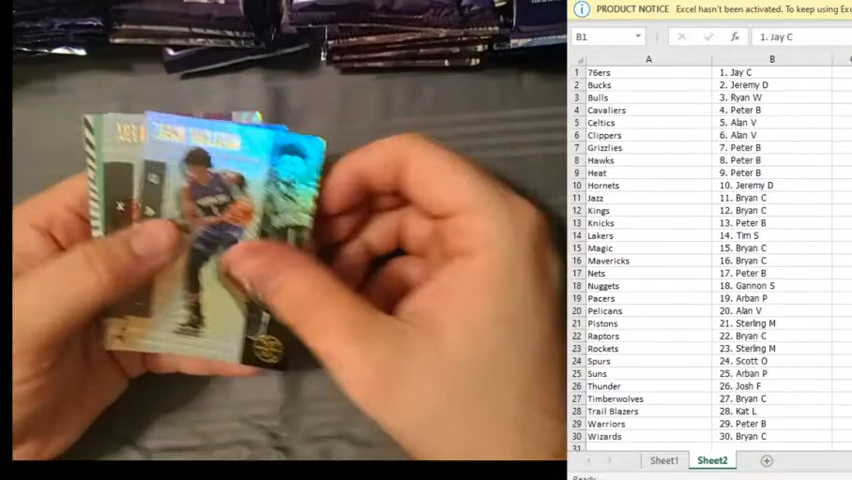 PRODUCT NOTICE Excel hasn't been activated. To keep using Exc
B1 fx 1. Jay C
A B
1 76ers 1. Jay C
2 Bucks 2. Jeremy D
3 Bulls 3. Ryan W
4 Cavaliers 4. Peter B
5 Celtics 5. Alan V
6 Clippers 6. Alan V
7 Grizzlies 7. Peter B
8 Hawks 8. Peter B
9 Heat 9. Peter B
10 Hornets 10. Jeremy D
11 Jazz 11. Bryan C
12 Kings 12. Bryan C
13 Knicks 13. Peter B
14 Lakers 14. Tim S
15 Magic 15. Bryan C
16 Mavericks 16. Bryan C
17 Nets 17. Peter B
18 Nuggets 18. Gannon S
19 Pacers 19. Arban P
20 Pelicans 20. Alan V
21 Pistons 21. Sterling M
22 Raptors 22. Bryan C
23 Rockets 23. Sterling M
24 Spurs 24. Scott O
25 Suns 25. Arban P
26 Thunder 26. Josh F
27 Timberwolves 27. Bryan C
28 Trail Blazers 28. Kat L
29 Warriors 29. Peter B
30 Wizards 30. Bryan C
31
Sheet1 Sheet2
Ready